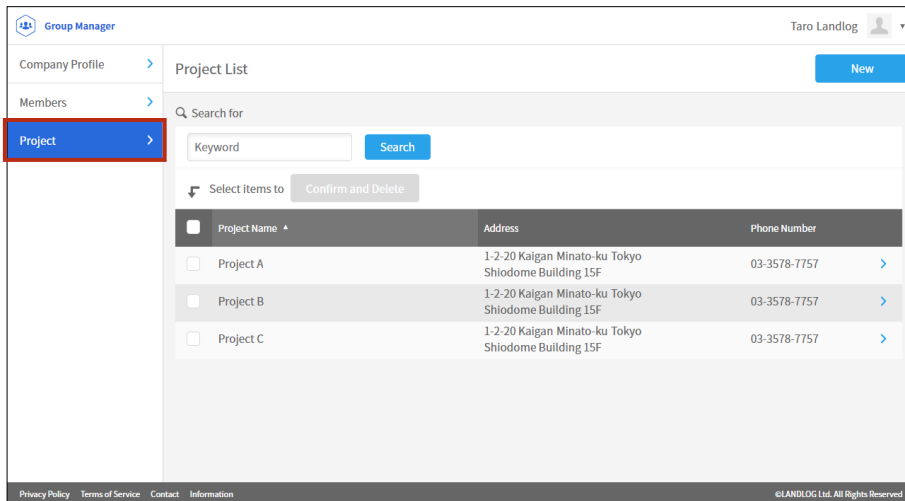 Group Manager
Taro Landlog
Company Profile
Members
Project
Project List
New
Search for
Keyword
Search
Select items to
Confirm and Delete
Project Name
Address
Phone Number
Project A
1-2-20 Kaigan Minato-ku Tokyo
Shiodome Building 15F
03-3578-7757
Project B
1-2-20 Kaigan Minato-ku Tokyo
Shiodome Building 15F
03-3578-7757
Project C
1-2-20 Kaigan Minato-ku Tokyo
Shiodome Building 15F
03-3578-7757
Privacy Policy Terms of Service Contact Information
©LANDLOG Ltd. All Rights Reserved